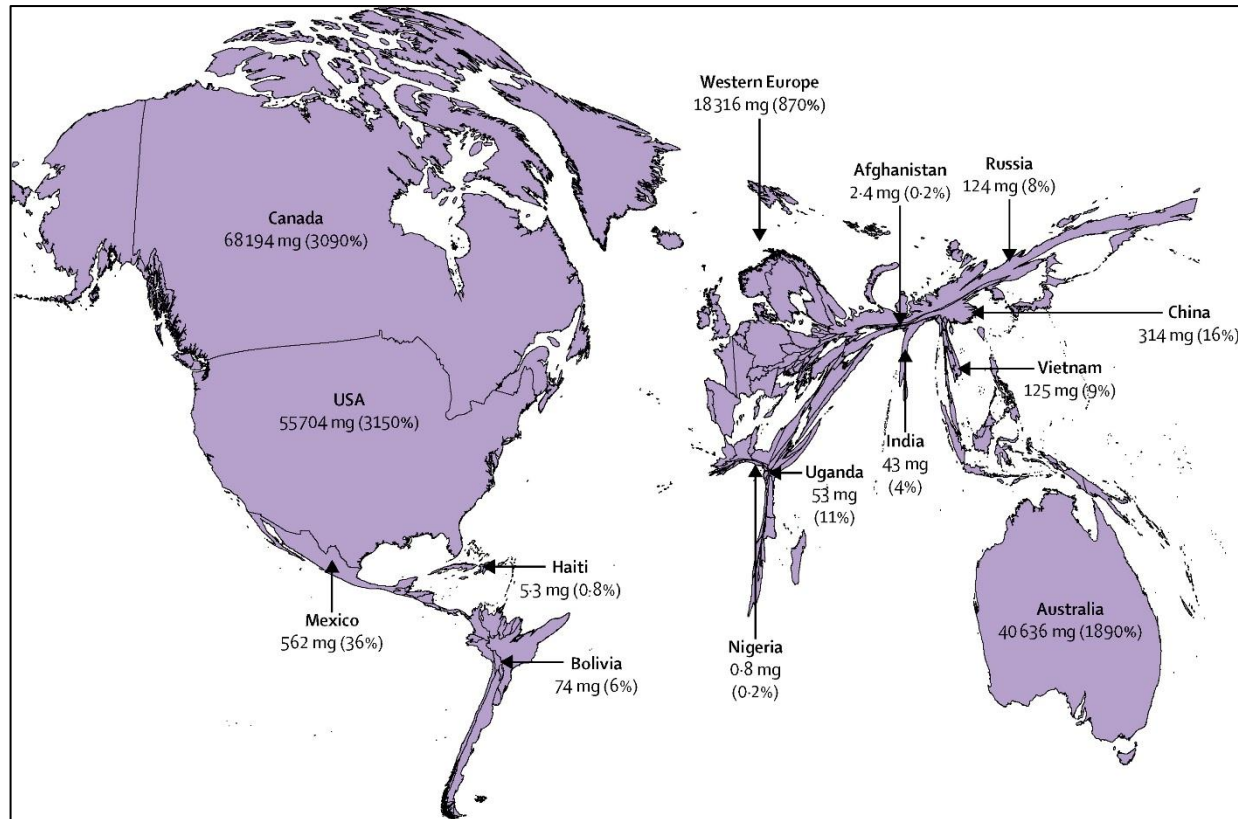 Western Europe
18316 mg (870%)
Afghanistan
2·4 mg (0·2%)
Russia
124 mg (8%)
Canada
68194 mg (3090%)
China
314 mg (16%)
Vietnam
125 mg (9%)
USA
55704 mg (3150%)
India
43 mg
(4%)
Uganda
53 mg
(11%)
Haiti
5·3 mg (0·8%)
Mexico
562 mg (36%)
Australia
40636 mg (1890%)
Nigeria
0·8 mg
(0·2%)
Bolivia
74 mg (6%)